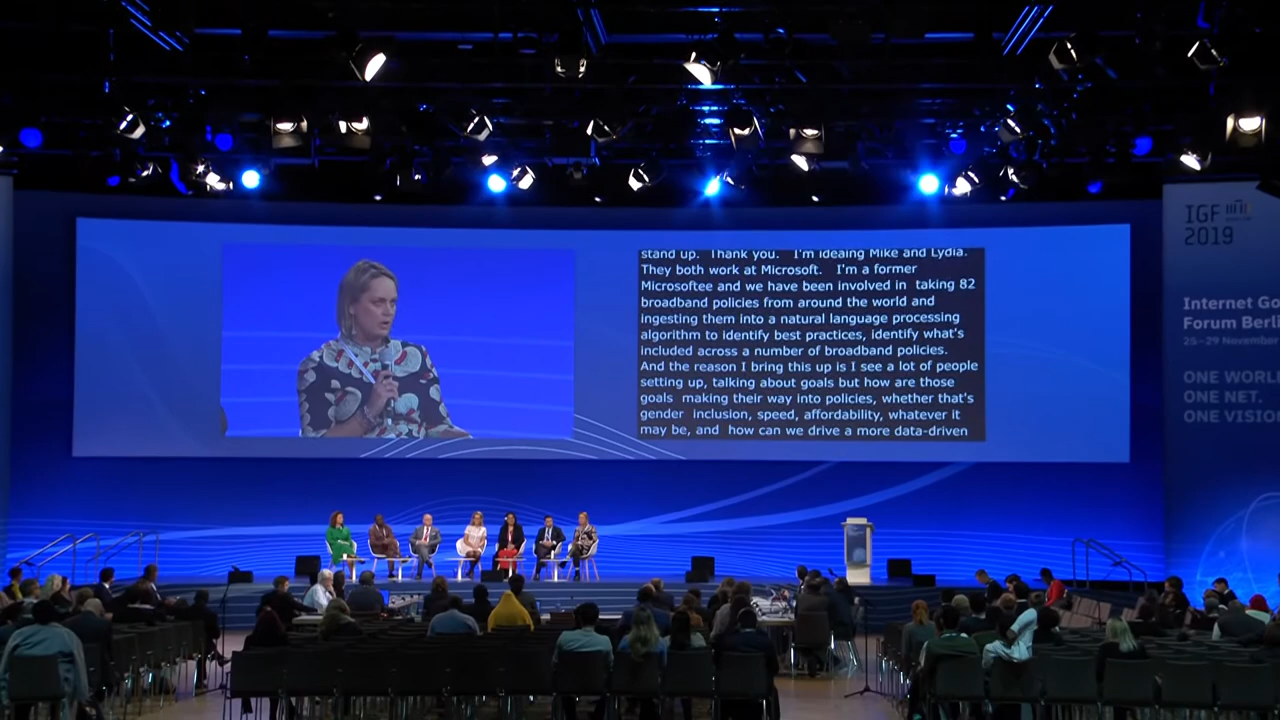 stand up. Thank you. I'm ideaing Mike and Lydia.
They both work at Microsoft. I'm a former
Microsoftee and we have been involved in taking 82
broadband policies from around the world and
ingesting them into a natural language processing
algorithm to identify best practices, identify what's
included across a number of broadband policies.
And the reason I bring this up is I see a lot of people
setting up, talking about goals but how are those
goals making their way into policies, whether that's
gender inclusion, speed, affordability, whatever it
may be, and how can we drive a more data-driven
IGF
2019
Internet Go
Forum Berli
25–29 November
ONE WORL
ONE NET.
ONE VISIO